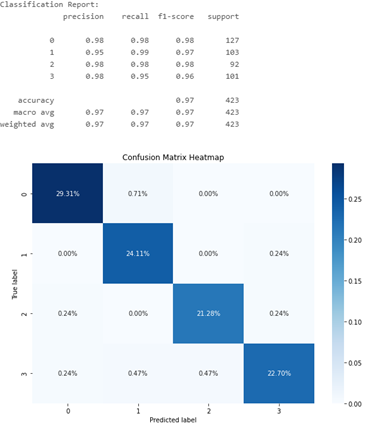 Classification Report:
precision recall f1-score support
0 0.98 0.98 0.98 127
1 0.95 0.99 0.97 103
2 0.98 0.98 0.98 92
3 0.98 0.95 0.96 101
accuracy 0.97 423
macro avg 0.97 0.97 0.97 423
weighted avg 0.97 0.97 0.97 423
Confusion Matrix Heatmap
0 29.31% 0.71% 0.00% 0.00%
1 0.00% 24.11% 0.00% 0.24%
2 0.24% 0.00% 21.28% 0.24%
3 0.24% 0.47% 0.47% 22.70%
0 1 2 3
True label
Predicted label
0.25
0.20
0.15
0.10
0.05
0.00